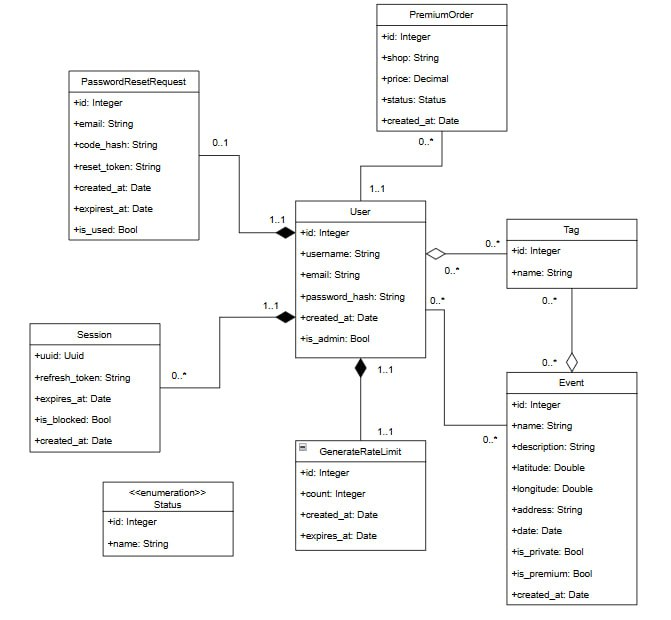 PremiumOrder
+id: Integer
+shop: String
+price: Decimal
+status: Status
+created_at: Date
PasswordResetRequest
+id: Integer
+email: String
+code_hash: String
+reset_token: String
+created_at: Date
+expirest_at: Date
+is_used: Bool
0..1
0..*
1..1
1..1
User
+id: Integer
+username: String
+email: String
+password_hash: String
+created_at: Date
+is_admin: Bool
0..*
0..*
Tag
+id: Integer
+name: String
0..*
0..*
1..1
Session
+uuid: Uuid
+refresh_token: String
+expires_at: Date
+is_blocked: Bool
+created_at: Date
0..*
1..1
1..1
GenerateRateLimit
+id: Integer
+count: Integer
+created_at: Date
+expires_at: Date
0..*
0..*
Event
+id: Integer
+name: String
+description: String
+latitude: Double
+longitude: Double
+address: String
+date: Date
+is_private: Bool
+is_premium: Bool
+created_at: Date
<<enumeration>>
Status
+id: Integer
+name: String